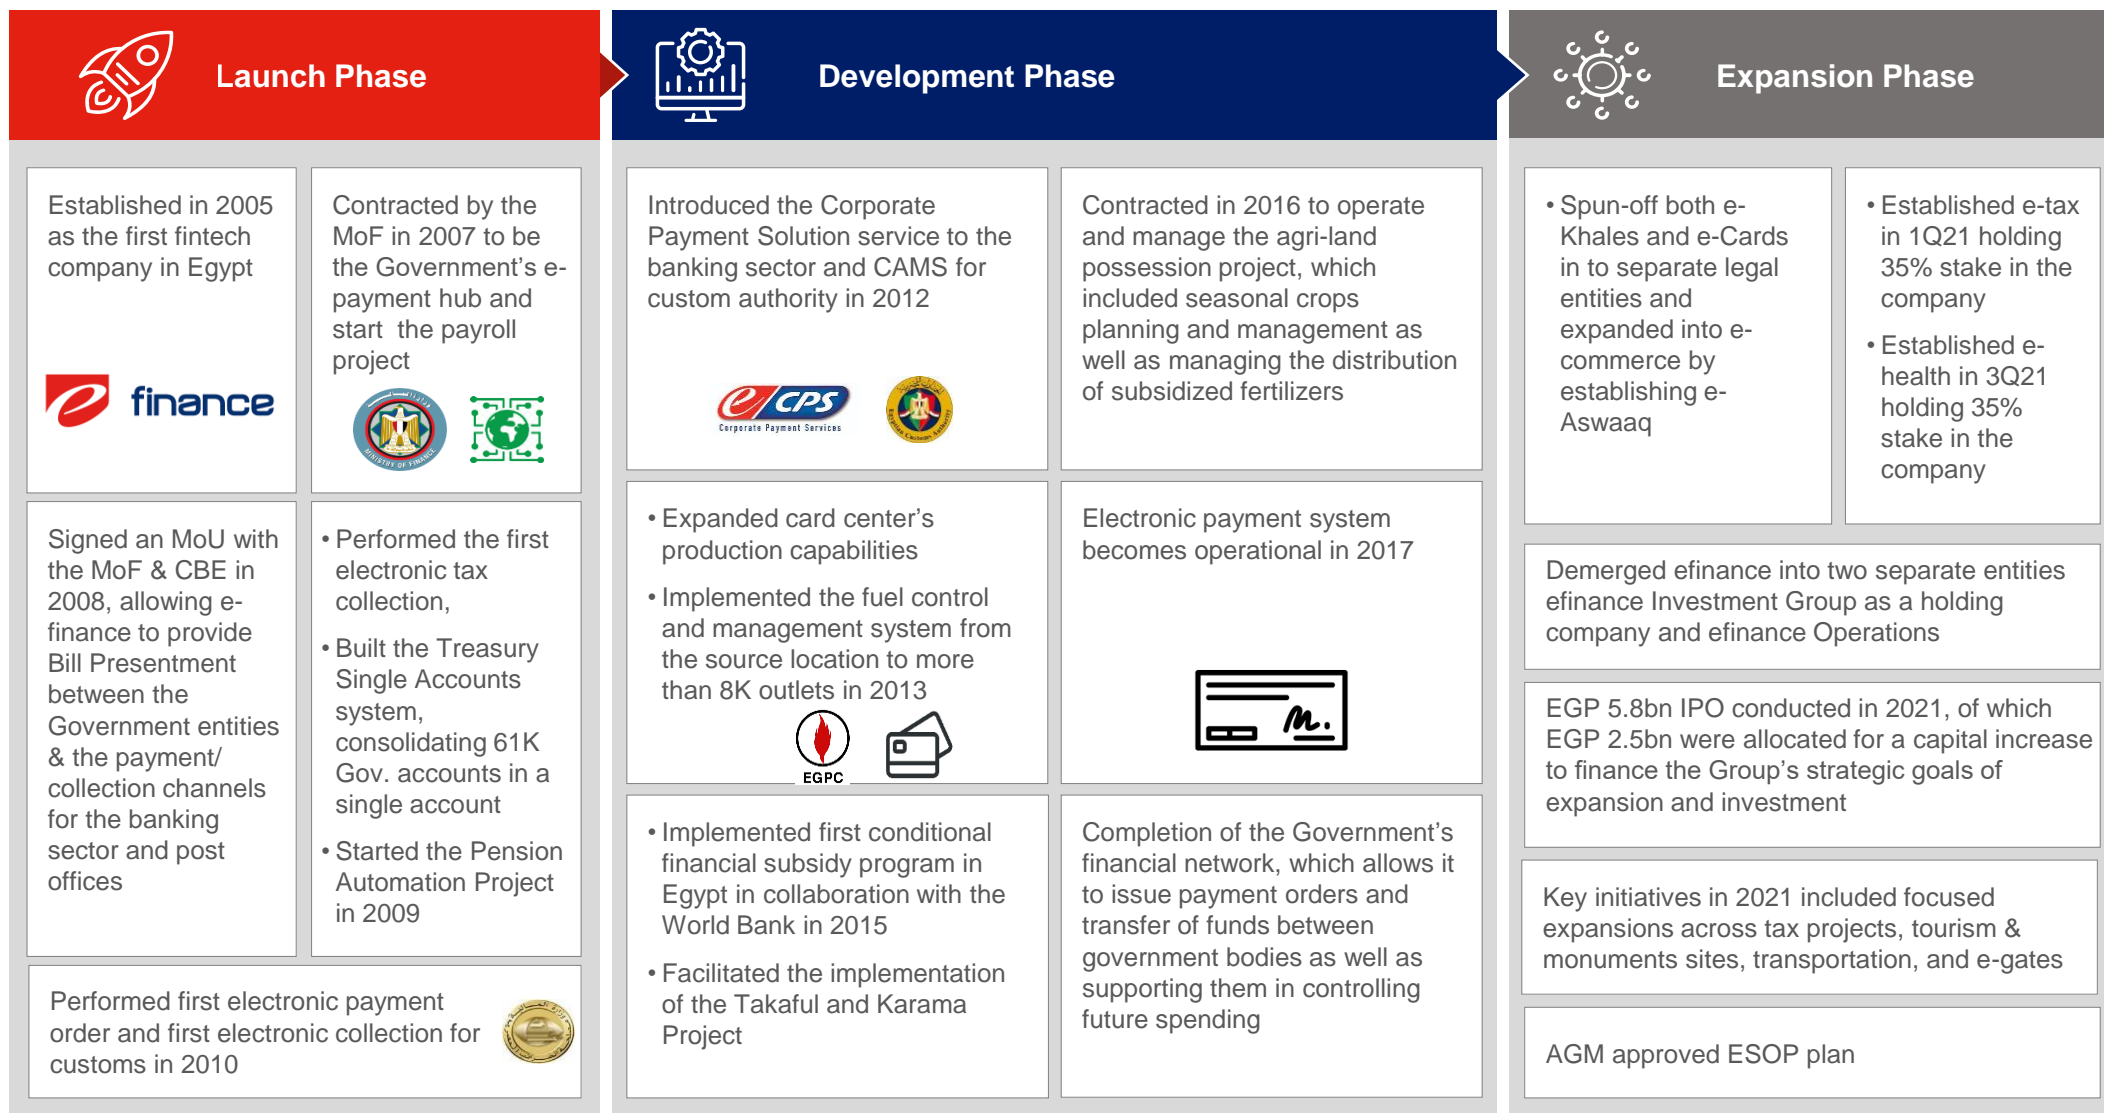 Launch Phase
Established in 2005
as the first fintech
company in Egypt
e finance
Contracted by the
MoF in 2007 to be
the Government’s e-
payment hub and
start the payroll
project
MINISTRY OF FINANCE
Signed an MoU with
the MoF & CBE in
2008, allowing e-
finance to provide
Bill Presentment
between the
Government entities
& the payment/
collection channels
for the banking
sector and post
offices
• Performed the first
electronic tax
collection,
• Built the Treasury
Single Accounts
system,
consolidating 61K
Gov. accounts in a
single account
• Started the Pension
Automation Project
in 2009
Performed first electronic payment
order and first electronic collection for
customs in 2010
Development Phase
Introduced the Corporate
Payment Solution service to the
banking sector and CAMS for
custom authority in 2012
e CPS
Corporate Payment Services
Egyptian Customs Authority
Contracted in 2016 to operate
and manage the agri-land
possession project, which
included seasonal crops
planning and management as
well as managing the distribution
of subsidized fertilizers
• Expanded card center’s
production capabilities
• Implemented the fuel control
and management system from
the source location to more
than 8K outlets in 2013
EGPC
Electronic payment system
becomes operational in 2017
• Implemented first conditional
financial subsidy program in
Egypt in collaboration with the
World Bank in 2015
• Facilitated the implementation
of the Takaful and Karama
Project
Completion of the Government’s
financial network, which allows it
to issue payment orders and
transfer of funds between
government bodies as well as
supporting them in controlling
future spending
Expansion Phase
• Spun-off both e-
Khales and e-Cards
in to separate legal
entities and
expanded into e-
commerce by
establishing e-
Aswaaq
• Established e-tax
in 1Q21 holding
35% stake in the
company
• Established e-
health in 3Q21
holding 35%
stake in the
company
Demerged efinance into two separate entities
efinance Investment Group as a holding
company and efinance Operations
EGP 5.8bn IPO conducted in 2021, of which
EGP 2.5bn were allocated for a capital increase
to finance the Group’s strategic goals of
expansion and investment
Key initiatives in 2021 included focused
expansions across tax projects, tourism &
monuments sites, transportation, and e-gates
AGM approved ESOP plan